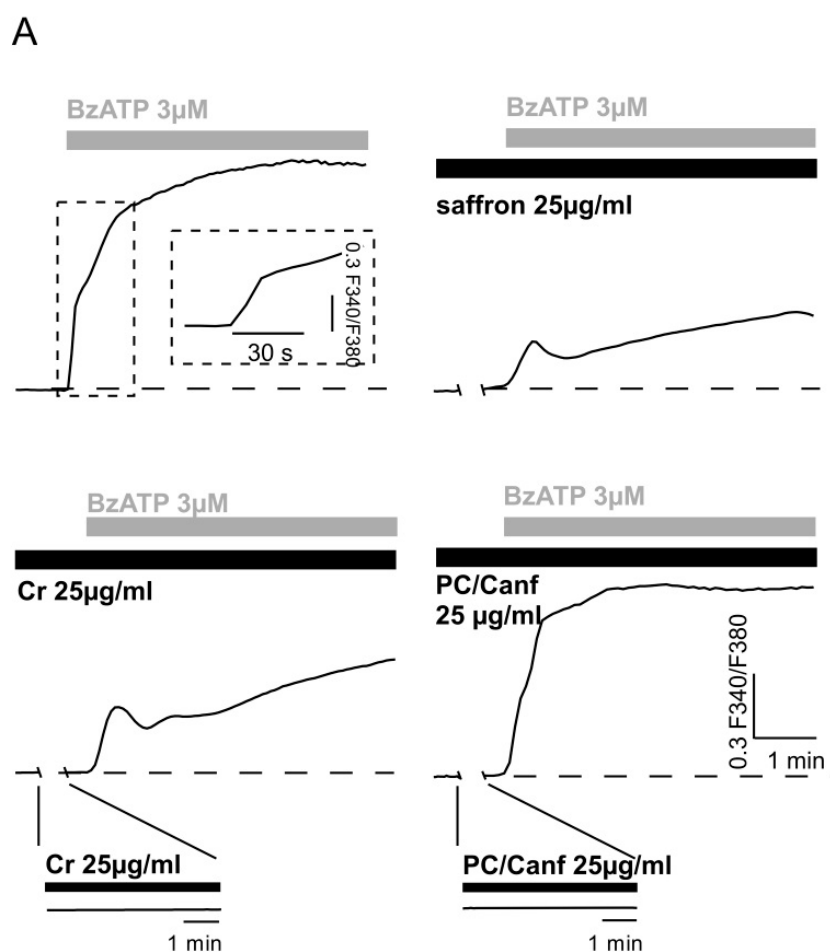 A
BzATP 3µM
0.3 F340/F380
30 s
BzATP 3µM
saffron 25µg/ml
BzATP 3µM
Cr 25µg/ml
Cr 25µg/ml
1 min
BzATP 3µM
PC/Canf
25 µg/ml
0.3 F340/F380
1 min
PC/Canf 25µg/ml
1 min